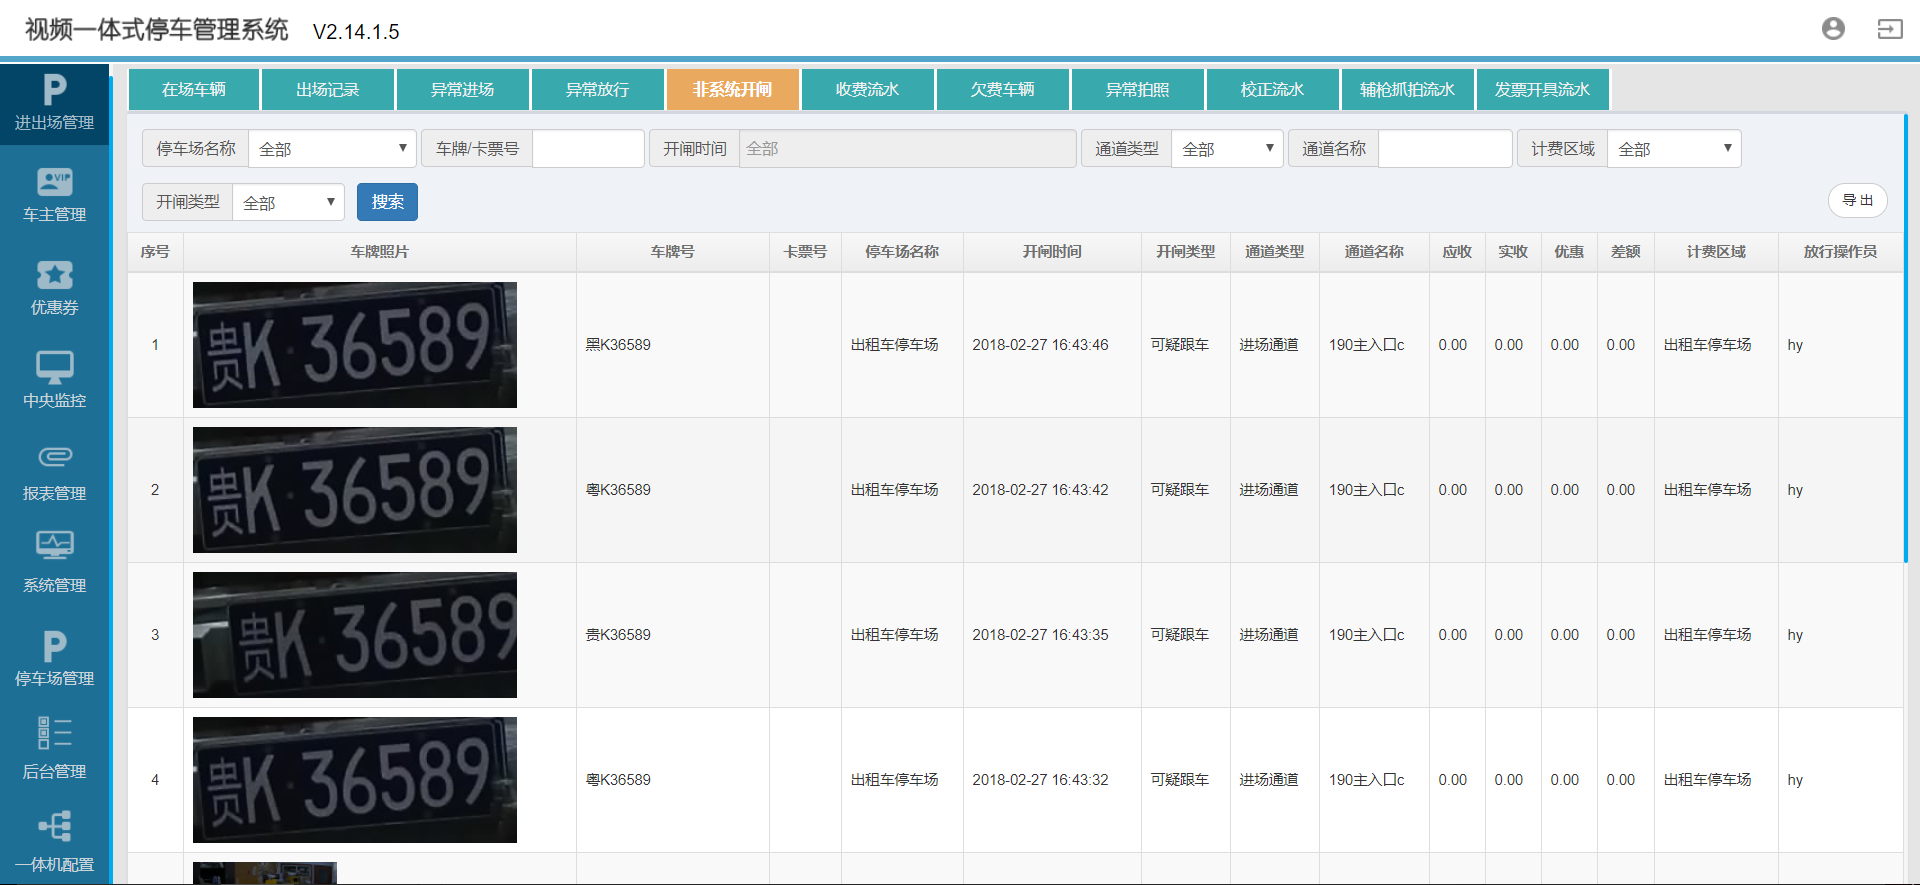 视频一体式停车管理系统 V2.14.1.5
进出场管理
车主管理
优惠券
中央监控
报表管理
系统管理
停车场管理
后台管理
一体机配置
在场车辆 出场记录 异常进场 异常放行 非系统开闸 收费流水 欠费车辆 异常拍照 校正流水 辅枪抓拍流水 发票开具流水
停车场名称 全部 车牌/卡票号 开闸时间 全部 通道类型 全部 通道名称 计费区域 全部
开闸类型 全部 搜索 导出
序号 车牌照片 车牌号 卡票号 停车场名称 开闸时间 开闸类型 通道类型 通道名称 应收 实收 优惠 差额 计费区域 放行操作员
1 贵K·36589 黑K36589 出租车停车场 2018-02-27 16:43:46 可疑跟车 进场通道 190主入口c 0.00 0.00 0.00 0.00 出租车停车场 hy
2 贵K·36589 粤K36589 出租车停车场 2018-02-27 16:43:42 可疑跟车 进场通道 190主入口c 0.00 0.00 0.00 0.00 出租车停车场 hy
3 贵K·36589 贵K36589 出租车停车场 2018-02-27 16:43:35 可疑跟车 进场通道 190主入口c 0.00 0.00 0.00 0.00 出租车停车场 hy
4 贵K·36589 粤K36589 出租车停车场 2018-02-27 16:43:32 可疑跟车 进场通道 190主入口c 0.00 0.00 0.00 0.00 出租车停车场 hy